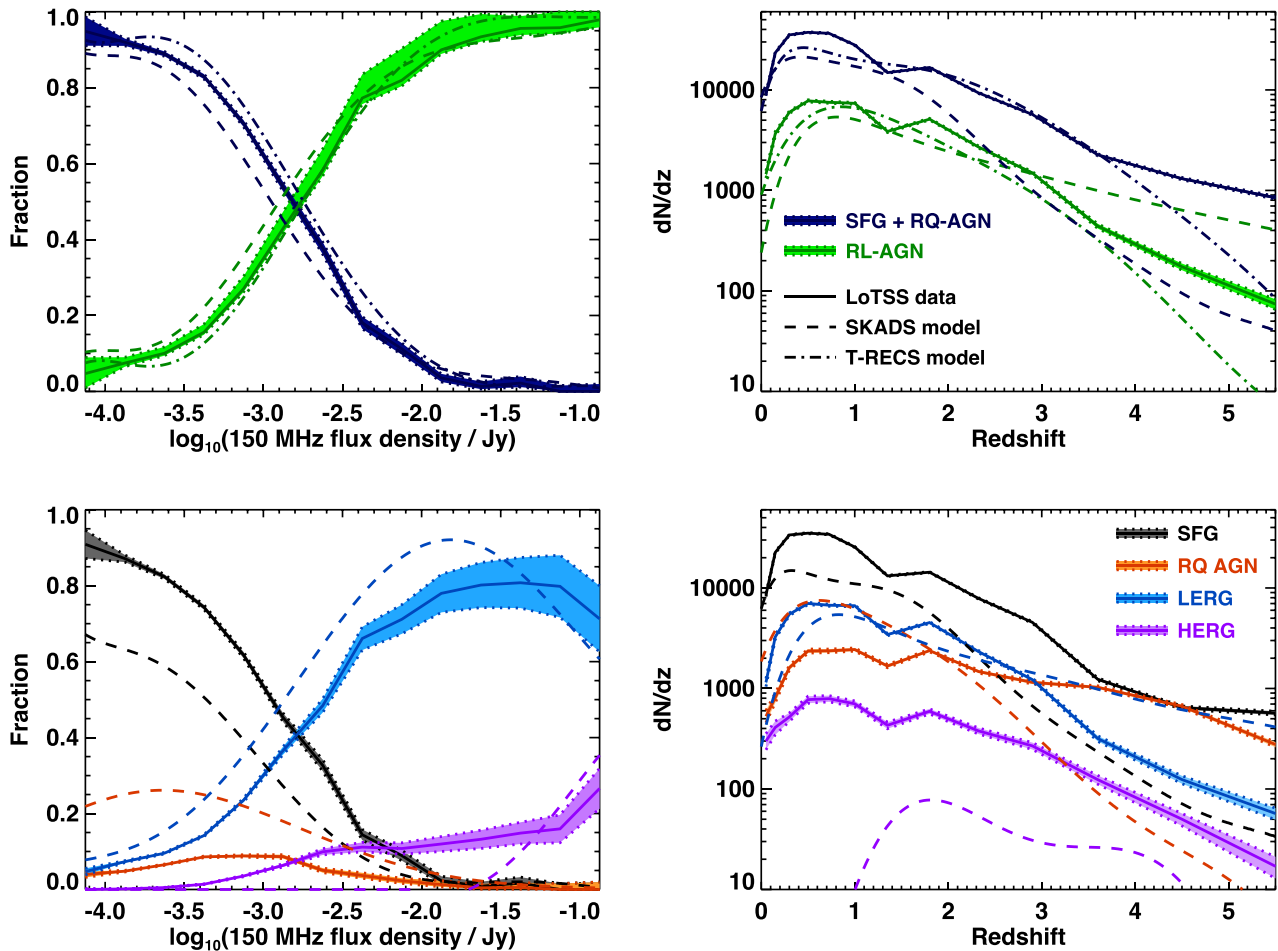 1.0
0.8
0.6
0.4
0.2
0.0
Fraction
-4.0 -3.5 -3.0 -2.5 -2.0 -1.5 -1.0
log10(150 MHz flux density / Jy)
10000
1000
100
10
dN/dz
SFG + RQ-AGN
RL-AGN
LoTSS data
SKADS model
T-RECS model
0 1 2 3 4 5
Redshift
1.0
0.8
0.6
0.4
0.2
0.0
Fraction
-4.0 -3.5 -3.0 -2.5 -2.0 -1.5 -1.0
log10(150 MHz flux density / Jy)
10000
1000
100
10
dN/dz
SFG
RQ AGN
LERG
HERG
0 1 2 3 4 5
Redshift